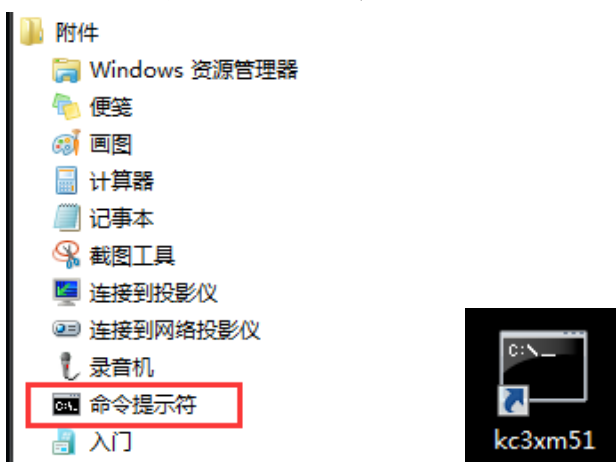 附件
Windows 资源管理器
便笺
画图
计算器
记事本
截图工具
连接到投影仪
连接到网络投影仪
录音机
C:\.
命令提示符
入门
C:\_
kc3xm51